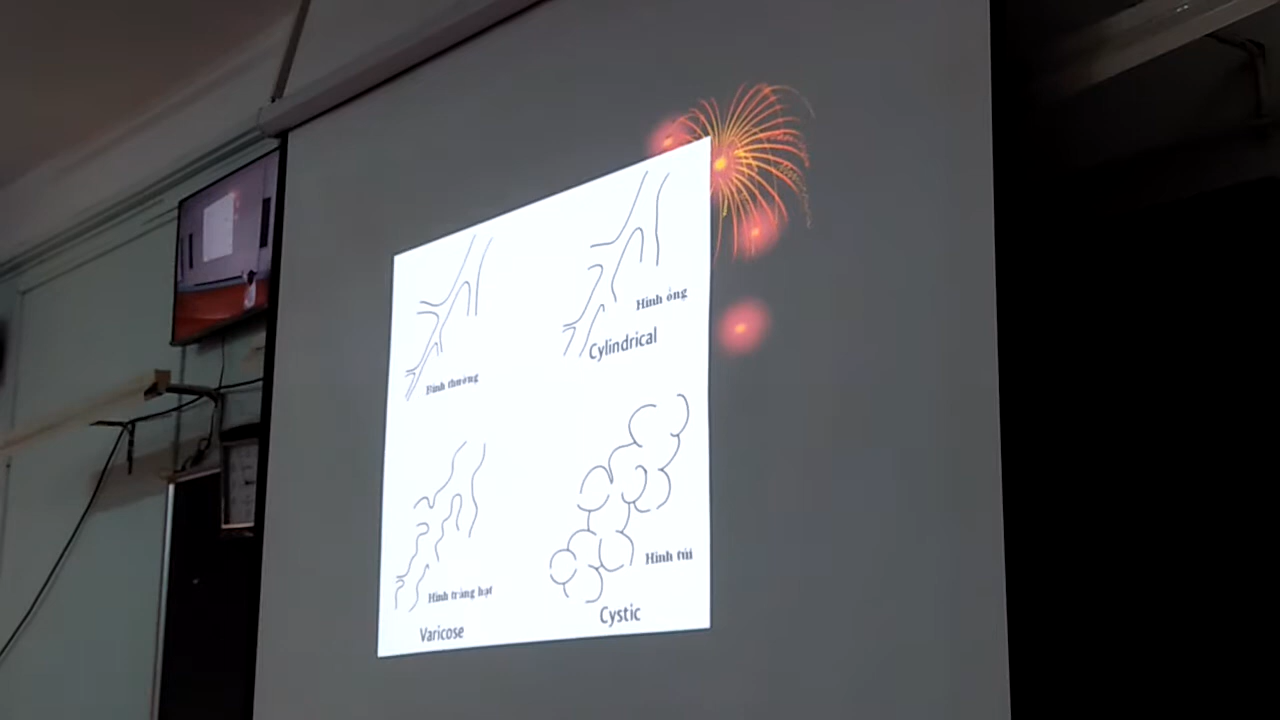 Bình thường
Hình ống
Cylindrical
Hình tràng hạt
Varicose
Hình túi
Cystic